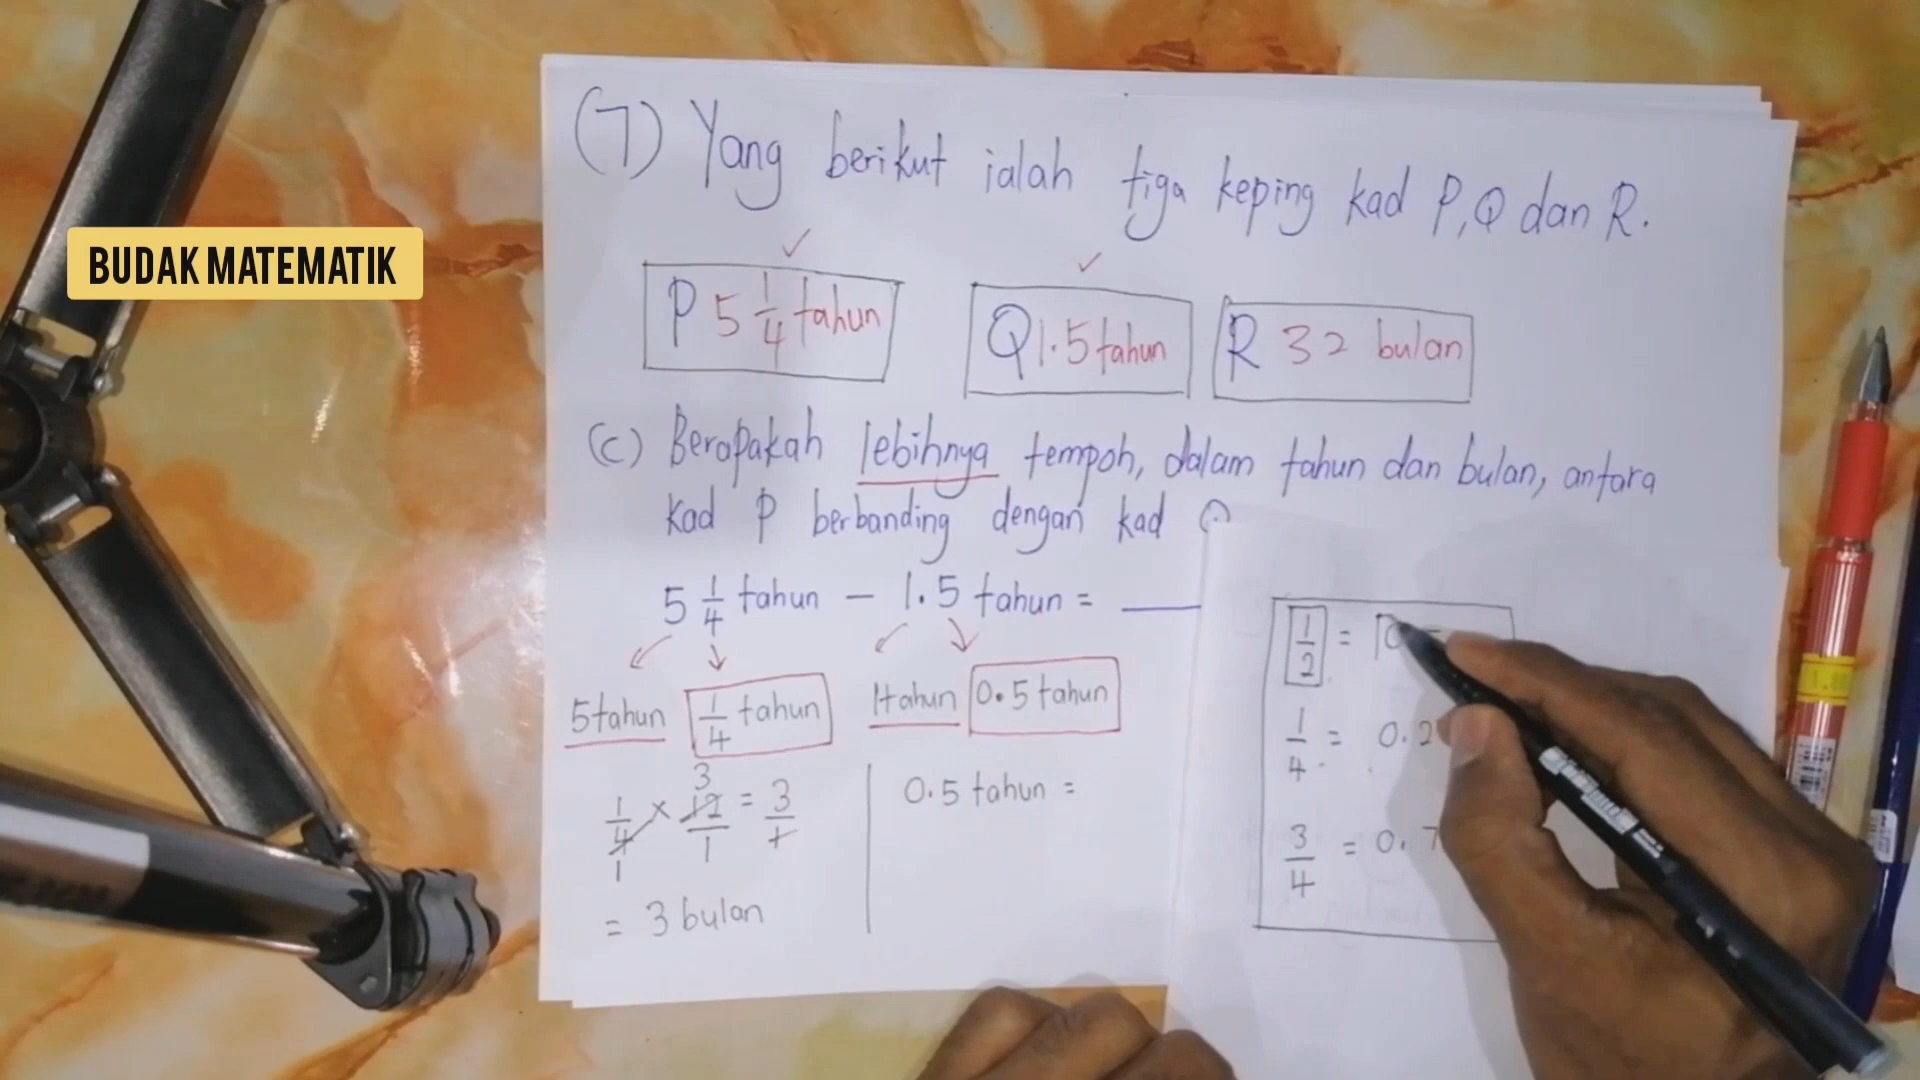 BUDAK MATEMATIK
(7) Yang berikut ialah tiga keping kad P, Q dan R.
P 5 1/4 tahun
Q 1.5 tahun
R 32 bulan
(c) Berapakah lebihnya tempoh, dalam tahun dan bulan, antara
kad P berbanding dengan kad Q
5 1/4 tahun − 1.5 tahun = ____
5 tahun 1/4 tahun 1 tahun 0.5 tahun
1/4 × 12/1 = 3/1
3
1
= 3 bulan
0.5 tahun =
1/2 =
1/4 = 0.2
3/4 = 0.7